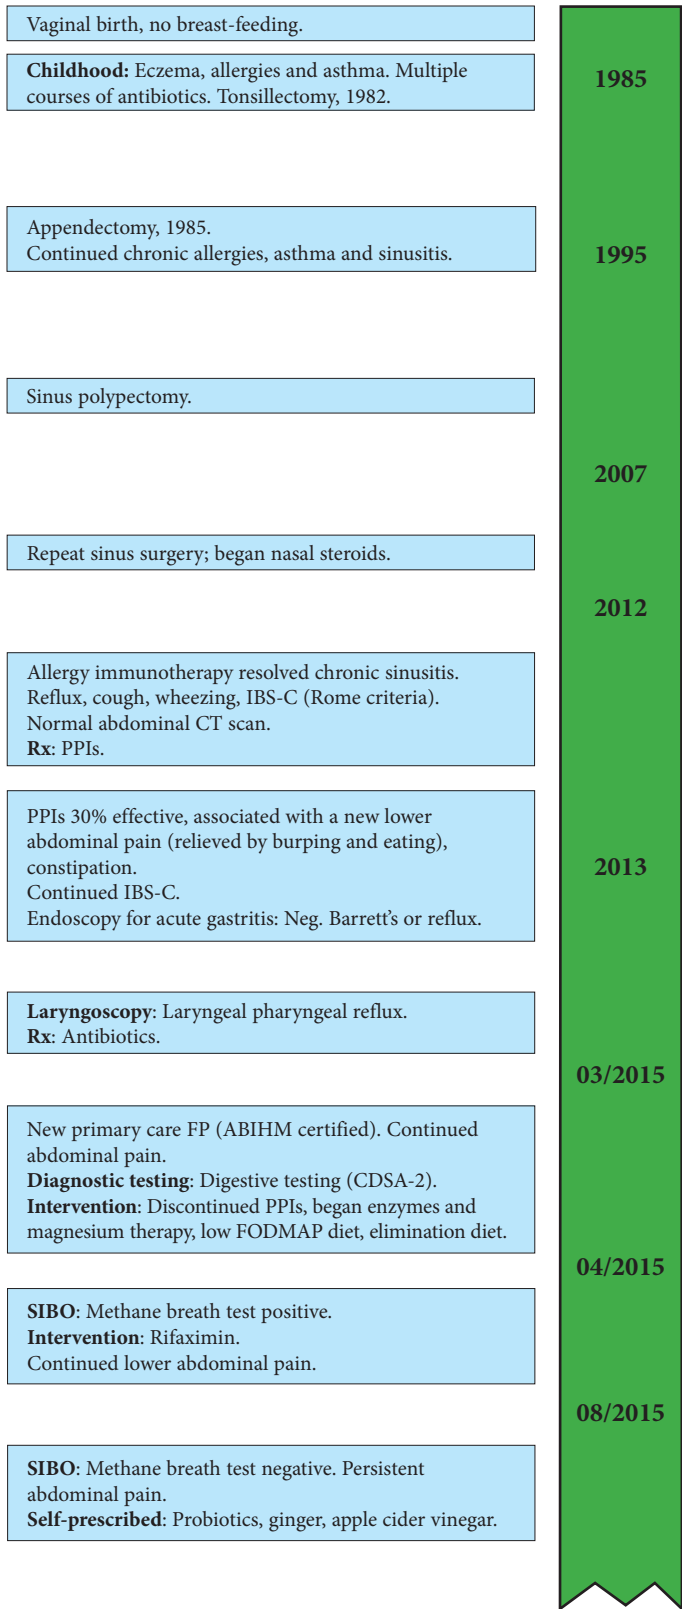 Vaginal birth, no breast-feeding.
Childhood: Eczema, allergies and asthma. Multiple
courses of antibiotics. Tonsillectomy, 1982.
1985
Appendectomy, 1985.
Continued chronic allergies, asthma and sinusitis.
1995
Sinus polypectomy.
2007
Repeat sinus surgery; began nasal steroids.
2012
Allergy immunotherapy resolved chronic sinusitis.
Reflux, cough, wheezing, IBS-C (Rome criteria).
Normal abdominal CT scan.
Rx: PPIs.
PPIs 30% effective, associated with a new lower
abdominal pain (relieved by burping and eating),
constipation.
Continued IBS-C.
Endoscopy for acute gastritis: Neg. Barrett's or reflux.
2013
Laryngoscopy: Laryngeal pharyngeal reflux.
Rx: Antibiotics.
03/2015
New primary care FP (ABIHM certified). Continued
abdominal pain.
Diagnostic testing: Digestive testing (CDSA-2).
Intervention: Discontinued PPIs, began enzymes and
magnesium therapy, low FODMAP diet, elimination diet.
04/2015
SIBO: Methane breath test positive.
Intervention: Rifaximin.
Continued lower abdominal pain.
08/2015
SIBO: Methane breath test negative. Persistent
abdominal pain.
Self-prescribed: Probiotics, ginger, apple cider vinegar.